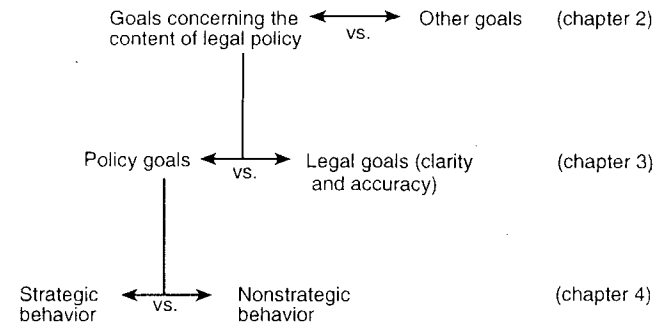 Goals concerning the content of legal policy
vs.
Other goals
(chapter 2)
Policy goals
vs.
Legal goals (clarity and accuracy)
(chapter 3)
Strategic behavior
vs.
Nonstrategic behavior
(chapter 4)